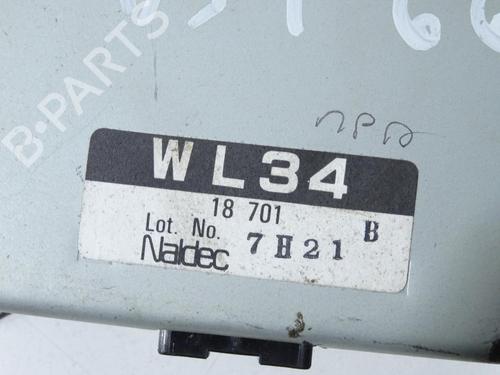 B-PARTS
WL34
18 701
B
Lot. No. 7H21
Naldec